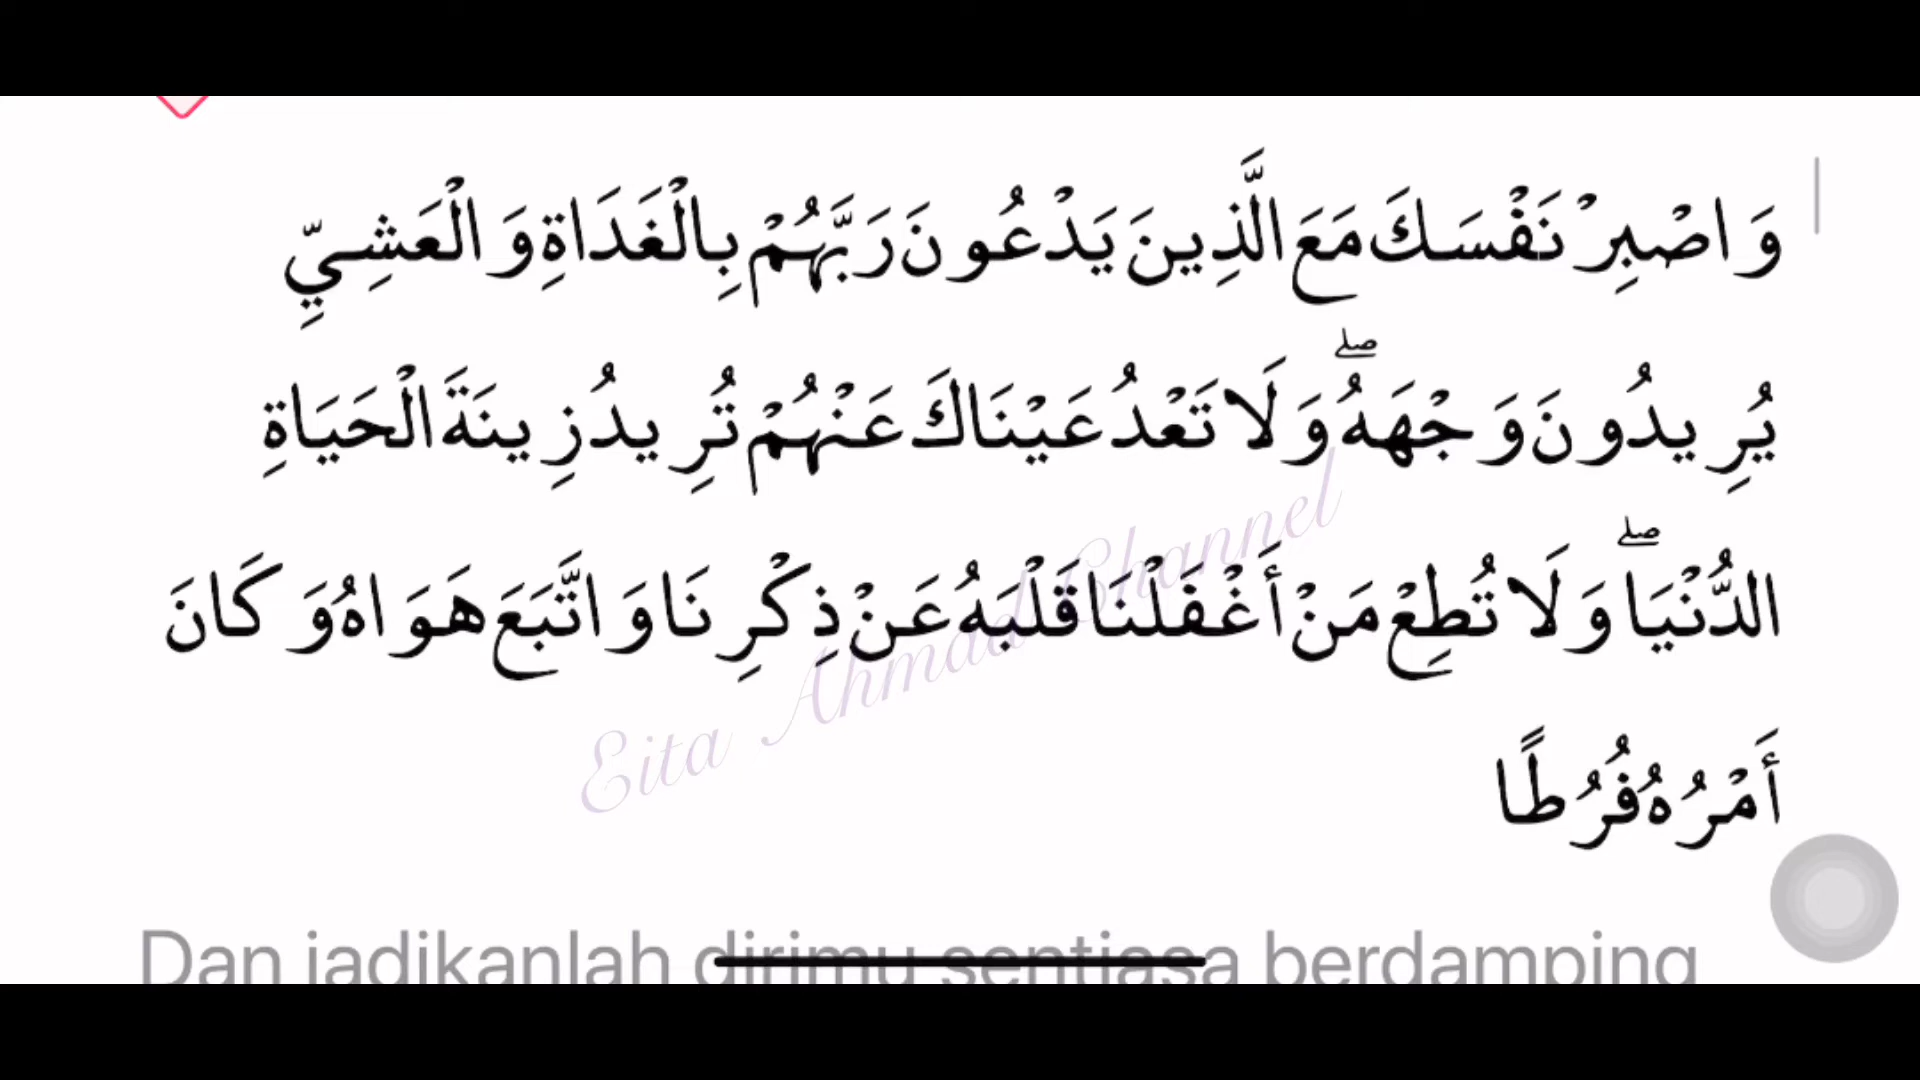 وَاصْبِرْ نَفْسَكَ مَعَ الَّذِينَ يَدْعُونَ رَبَّهُمْ بِالْغَدَاةِ وَالْعَشِيِّ
يُرِيدُونَ وَجْهَهُ ۖ وَلَا تَعْدُ عَيْنَاكَ عَنْهُمْ تُرِيدُ زِينَةَ الْحَيَاةِ
الدُّنْيَا ۖ وَلَا تُطِعْ مَنْ أَغْفَلْنَا قَلْبَهُ عَنْ ذِكْرِنَا وَاتَّبَعَ هَوَاهُ وَكَانَ
أَمْرُهُ فُرُطًا
Eita Ahmad Channel
Dan jadikanlah dirimu sentiasa berdamping